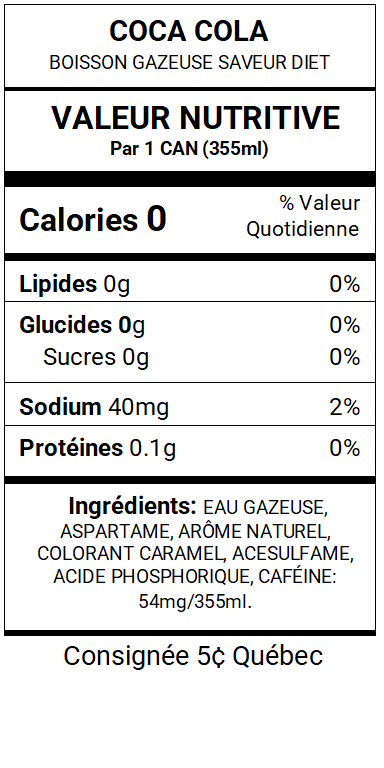 COCA COLA
BOISSON GAZEUSE SAVEUR DIET
VALEUR NUTRITIVE
Par 1 CAN (355ml)
Calories 0
% Valeur
Quotidienne
Lipides 0g 0%
Glucides 0g 0%
Sucres 0g 0%
Sodium 40mg 2%
Protéines 0.1g 0%
Ingrédients: EAU GAZEUSE,
ASPARTAME, ARÔME NATUREL,
COLORANT CARAMEL, ACESULFAME,
ACIDE PHOSPHORIQUE, CAFÉINE:
54mg/355ml.
Consignée 5¢ Québec